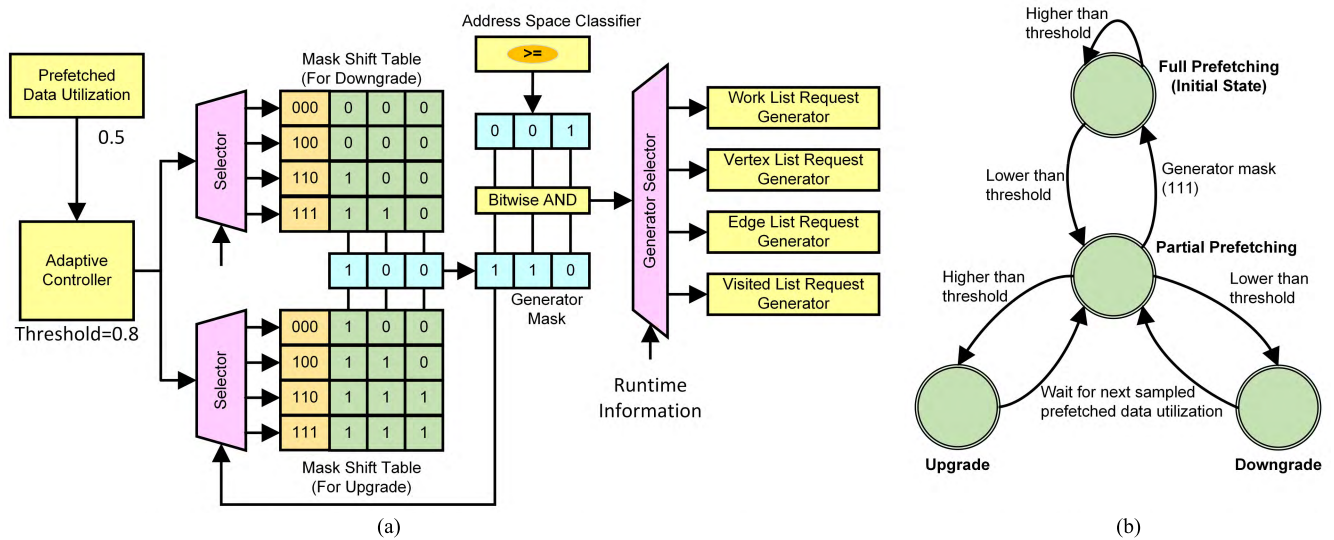 Prefetched
Data Utilization
0.5
Adaptive
Controller
Threshold=0.8
Selector
Mask Shift Table
(For Downgrade)
000 0 0 0
100 0 0 0
110 1 0 0
111 1 1 0
1 0 0
Selector
000 1 0 0
100 1 1 0
110 1 1 1
111 1 1 1
Mask Shift Table
(For Upgrade)
Address Space Classifier
>=
0 0 1
Bitwise AND
1 1 0
Generator
Mask
Generator Selector
Runtime
Information
Work List Request
Generator
Vertex List Request
Generator
Edge List Request
Generator
Visited List Request
Generator
(a)
Higher than
threshold
Full Prefetching
(Initial State)
Lower than
threshold
Generator mask
(111)
Partial Prefetching
Higher than
threshold
Lower than
threshold
Wait for next sampled
prefetched data utilization
Upgrade
Downgrade
(b)